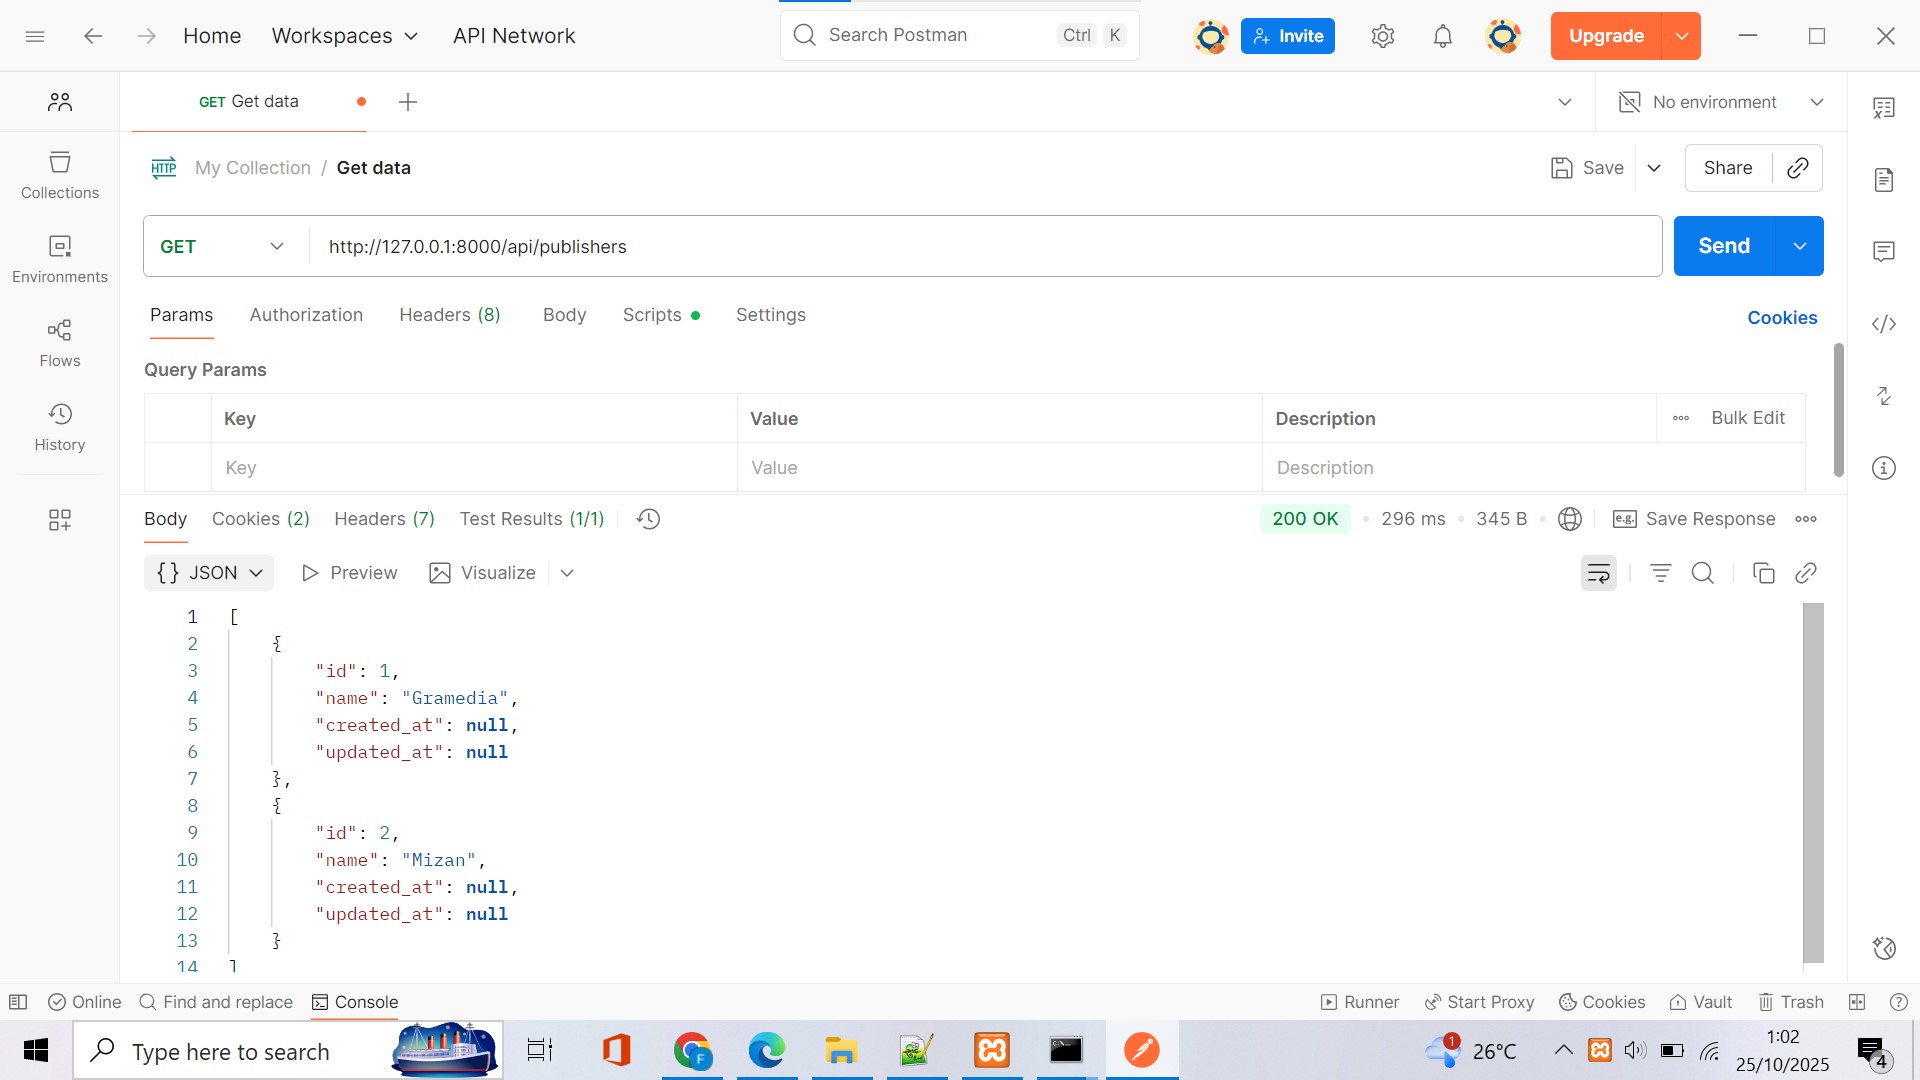 Home Workspaces API Network
Search Postman Ctrl K
Invite
Upgrade
GET Get data
No environment
HTTP My Collection / Get data
Save Share
GET http://127.0.0.1:8000/api/publishers Send
Collections
Environments
Flows
History
Params Authorization Headers (8) Body Scripts Settings Cookies
Query Params
Key Value Description Bulk Edit
Key Value Description
Body Cookies (2) Headers (7) Test Results (1/1) 200 OK 296 ms 345 B e.g. Save Response
{} JSON Preview Visualize
1 [
2 {
3 "id": 1,
4 "name": "Gramedia",
5 "created_at": null,
6 "updated_at": null
7 },
8 {
9 "id": 2,
10 "name": "Mizan",
11 "created_at": null,
12 "updated_at": null
13 }
14 ]
Online Find and replace Console Runner Start Proxy Cookies Vault Trash
Type here to search
F
1
26°C
1:02
25/10/2025
4